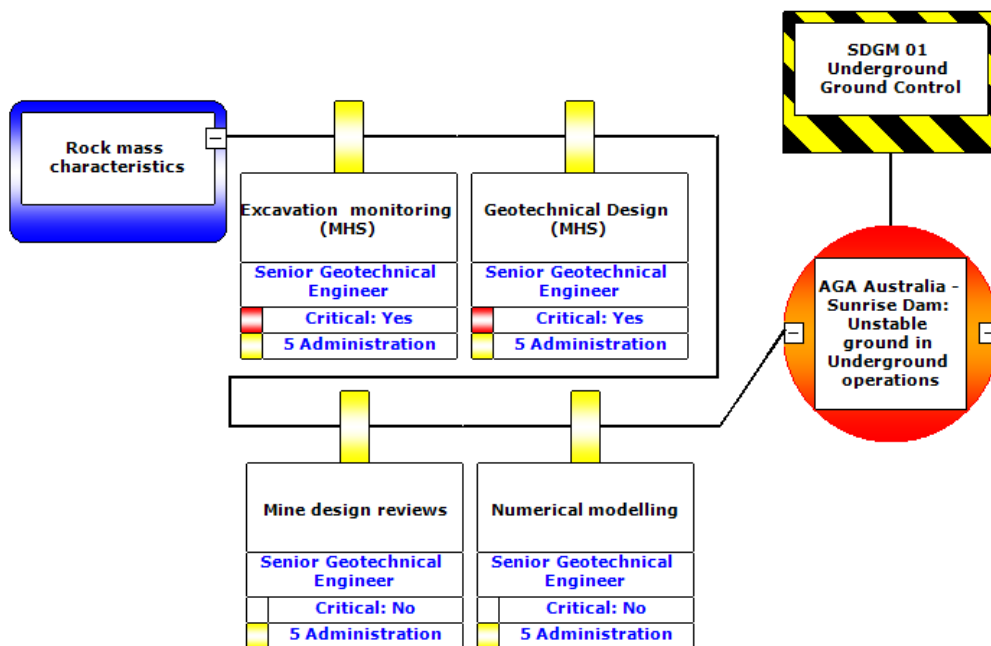 SDGM 01
Underground
Ground Control
Rock mass
characteristics
Excavation monitoring
(MHS)
Senior Geotechnical
Engineer
Critical: Yes
5 Administration
Geotechnical Design
(MHS)
Senior Geotechnical
Engineer
Critical: Yes
5 Administration
AGA Australia -
Sunrise Dam:
Unstable
ground in
Underground
operations
Mine design reviews
Senior Geotechnical
Engineer
Critical: No
5 Administration
Numerical modelling
Senior Geotechnical
Engineer
Critical: No
5 Administration